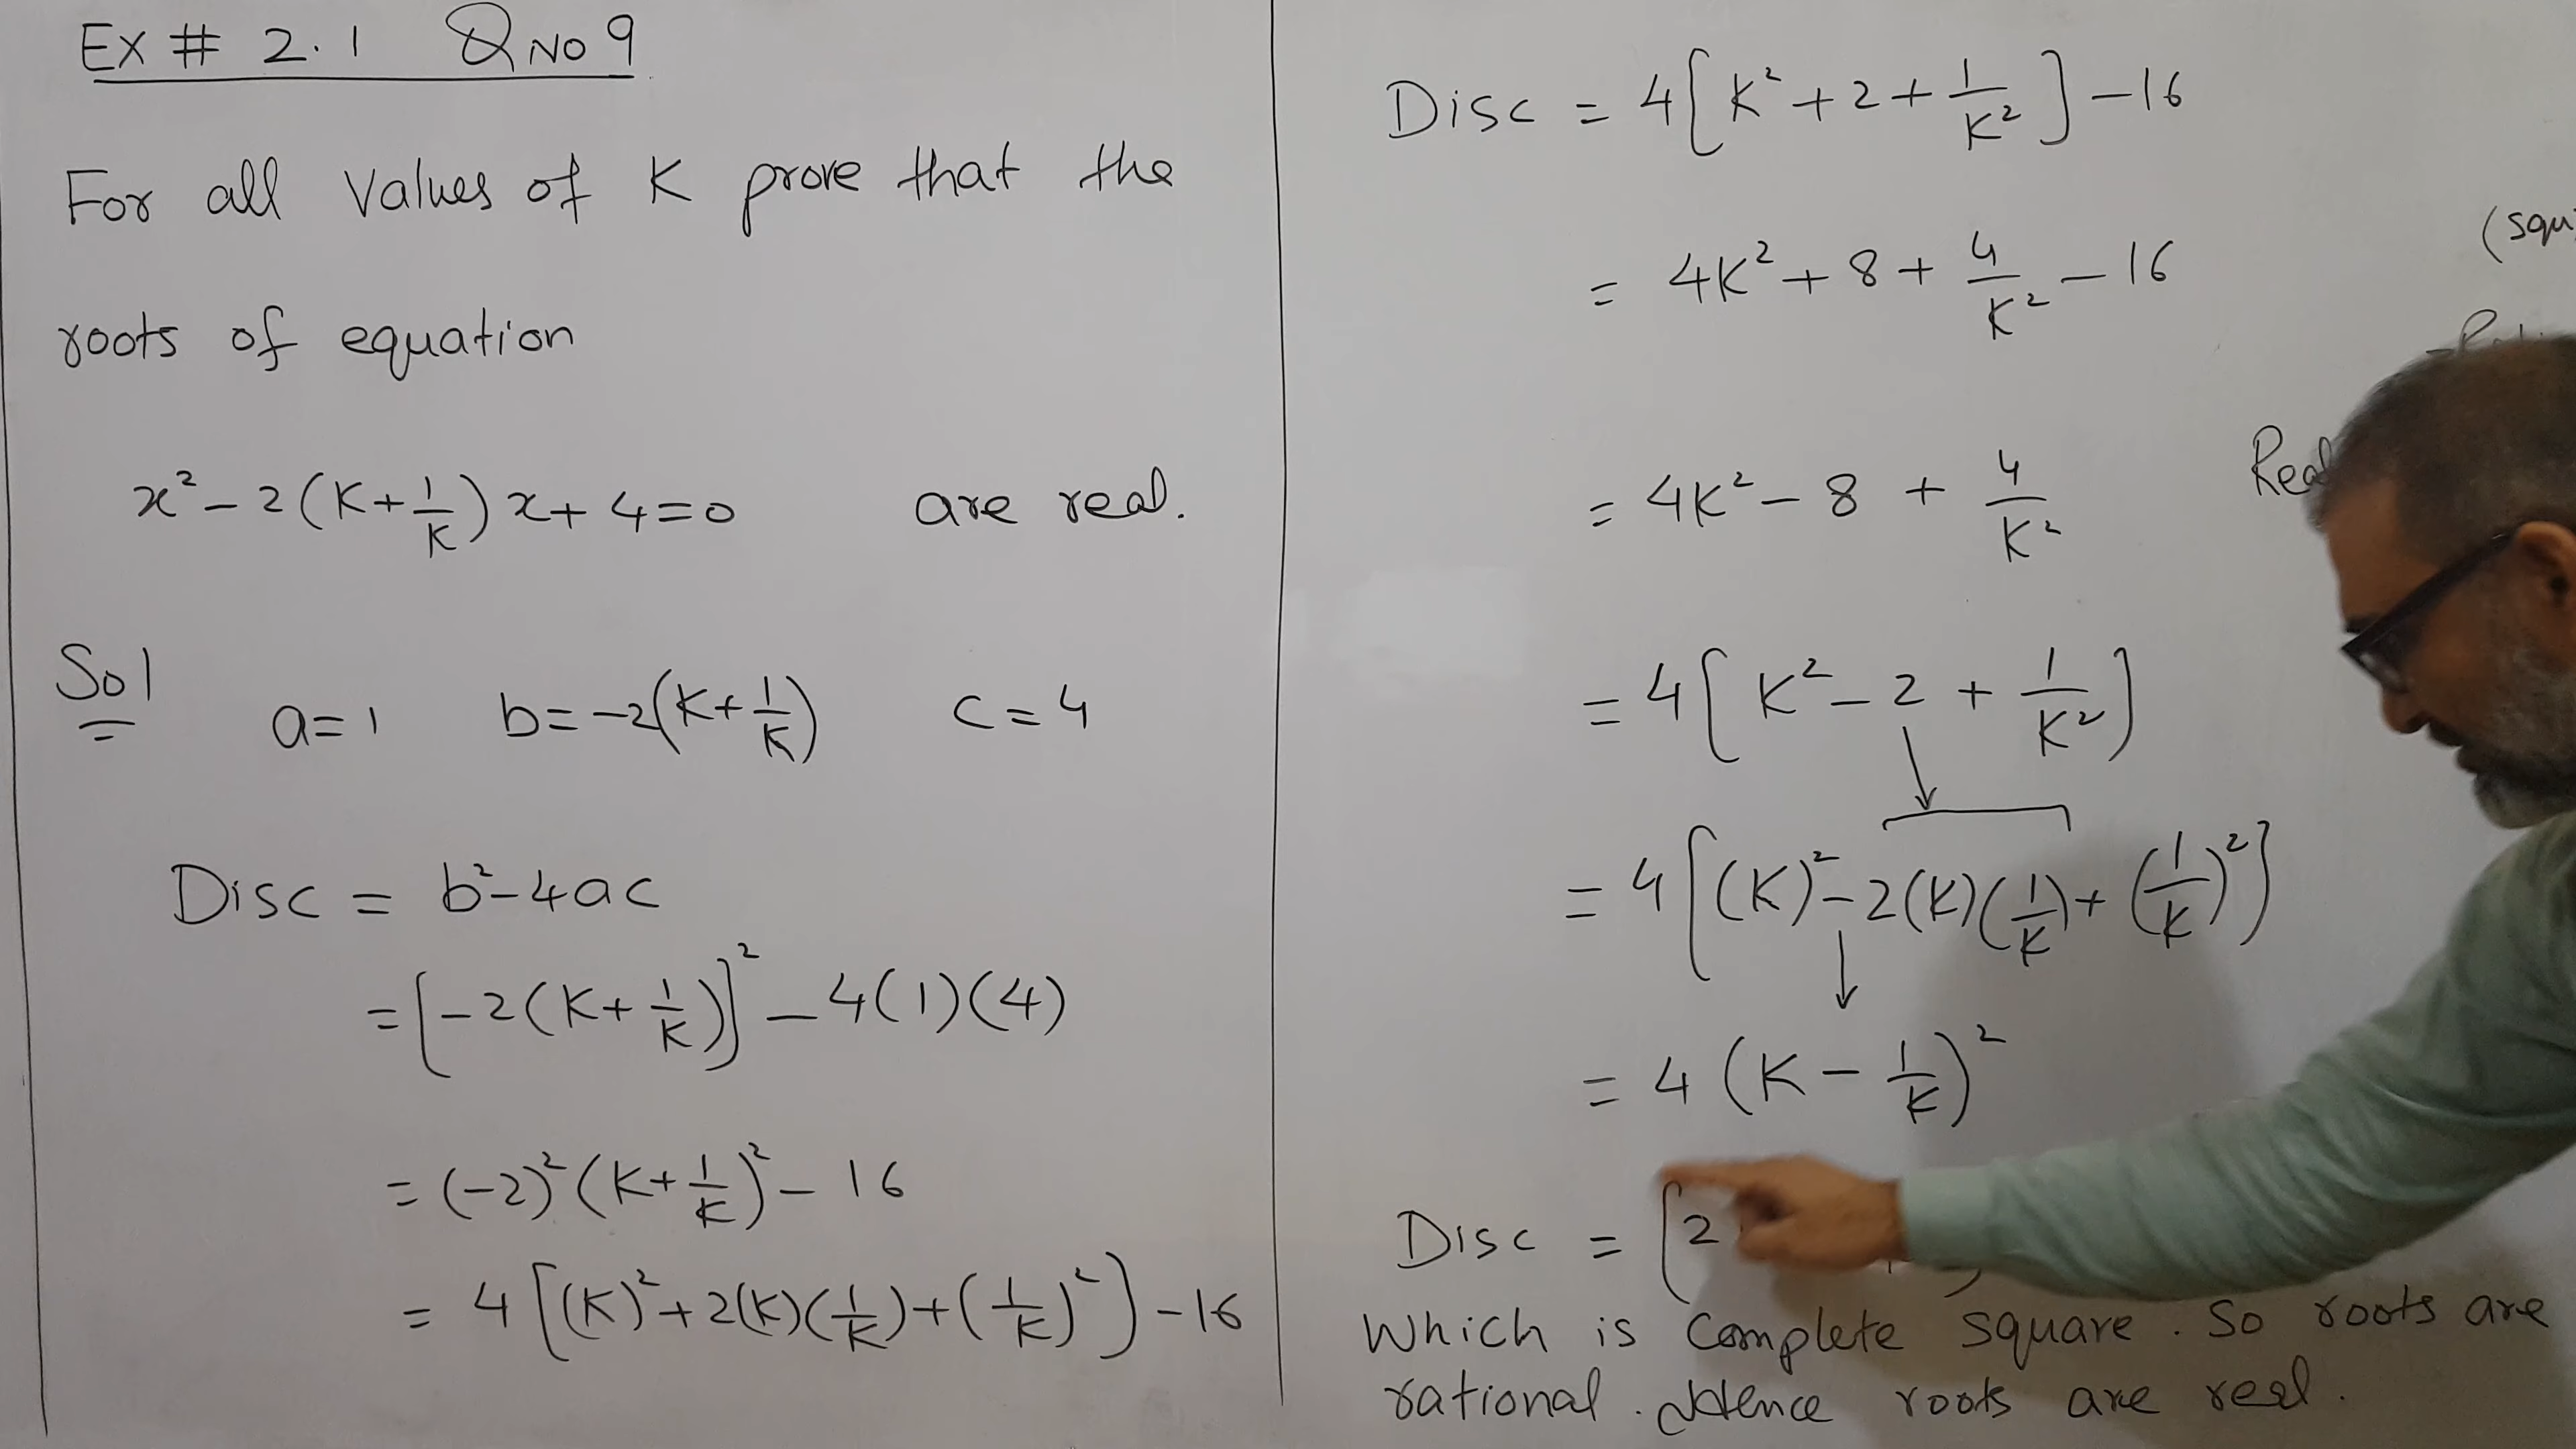 Ex # 2.1 Q No 9
For all values of K prove that the
roots of equation
x² - 2(K + 1/K)x + 4 = 0 are real.
Sol
a = 1 b = -2(K + 1/K) c = 4
Disc = b² - 4ac
= [-2(K + 1/K)]² - 4(1)(4)
= (-2)²(K + 1/K)² - 16
= 4[(K)² + 2(K)(1/K) + (1/K)²] - 16
Disc = 4[K² + 2 + 1/K²] - 16
= 4K² + 8 + 4/K² - 16
= 4K² - 8 + 4/K²
= 4[K² - 2 + 1/K²]
= 4[(K)² - 2(K)(1/K) + (1/K)²]
= 4(K - 1/K)²
Disc = [2
Which is Complete square. So roots are
rational. Hence roots are real.
(squ
Real